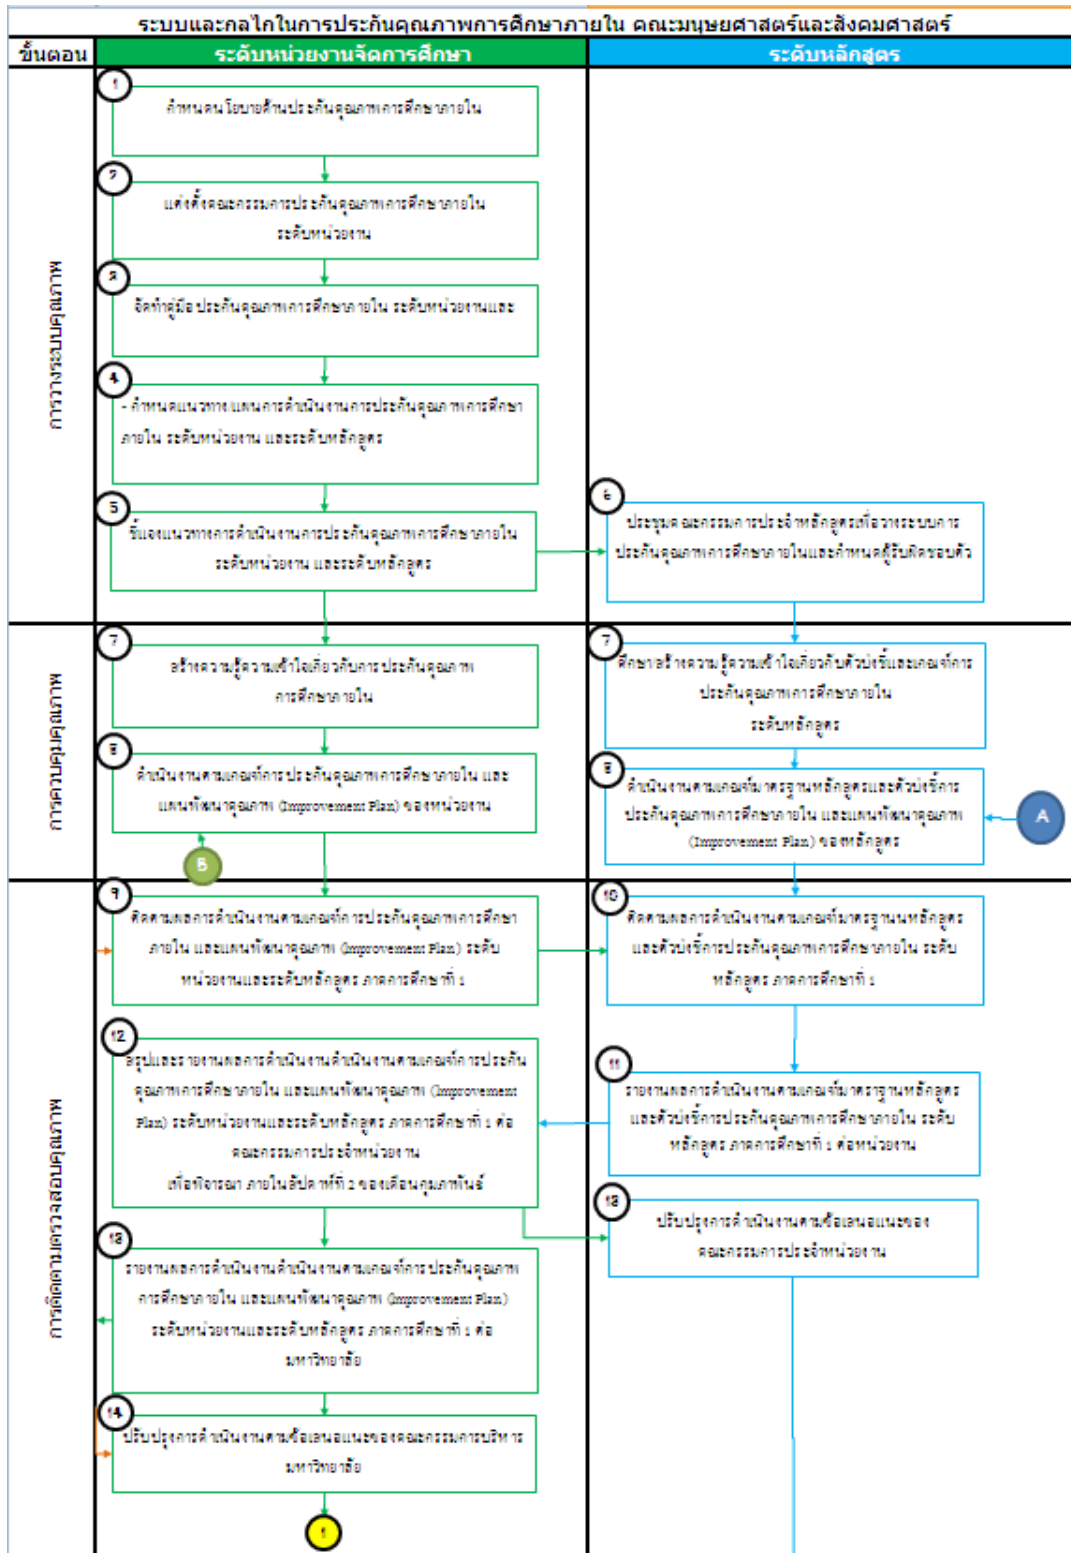 ระบบและกลไกในการประกันคุณภาพการศึกษาภายใน คณะมนุษยศาสตร์และสังคมศาสตร์
ขั้นตอน
ระดับหน่วยงานจัดการศึกษา
ระดับหลักสูตร
การวางระบบคุณภาพ
1
กำหนดนโยบายด้านประกันคุณภาพการศึกษาภายใน
2
แต่งตั้งคณะกรรมการประกันคุณภาพการศึกษาภายใน
ระดับหน่วยงาน
3
จัดทำคู่มือประกันคุณภาพการศึกษาภายใน ระดับหน่วยงานและ
4
- กำหนดแนวทาง/แผนการดำเนินงานการประกันคุณภาพการศึกษา
ภายใน ระดับหน่วยงาน และระดับหลักสูตร
5
ชี้แจงแนวทางการดำเนินงานการประกันคุณภาพการศึกษาภายใน
ระดับหน่วยงาน และระดับหลักสูตร
6
ประชุมคณะกรรมการประจำหลักสูตรเพื่อวางระบบการ
ประกันคุณภาพการศึกษาภายในและกำหนดผู้รับผิดชอบตัว
การควบคุมคุณภาพ
7
สร้างความรู้ความเข้าใจเกี่ยวกับการประกันคุณภาพ
การศึกษาภายใน
7
ศึกษา/สร้างความรู้ความเข้าใจเกี่ยวกับตัวบ่งชี้และเกณฑ์การ
ประกันคุณภาพการศึกษาภายใน
ระดับหลักสูตร
8
ดำเนินงานตามเกณฑ์การประกันคุณภาพการศึกษาภายใน และ
แผนพัฒนาคุณภาพ (Improvement Plan) ของหน่วยงาน
B
8
ดำเนินงานตามเกณฑ์มาตรฐานหลักสูตรและตัวบ่งชี้การ
ประกันคุณภาพการศึกษาภายใน และแผนพัฒนาคุณภาพ
(Improvement Plan) ของหลักสูตร
A
การติดตามตรวจสอบคุณภาพ
9
ติดตามผลการดำเนินงานตามเกณฑ์การประกันคุณภาพการศึกษา
ภายใน และแผนพัฒนาคุณภาพ (Improvement Plan) ระดับ
หน่วยงานและระดับหลักสูตร ภาคการศึกษาที่ 1
10
ติดตามผลการดำเนินงานตามเกณฑ์มาตรฐานนหลักสูตร
และตัวบ่งชี้การประกันคุณภาพการศึกษาภายใน ระดับ
หลักสูตร ภาคการศึกษาที่ 1
11
รายงานผลการดำเนินงานตามเกณฑ์มาตราฐานหลักสูตร
และตัวบ่งชี้การประกันคุณภาพการศึกษาภายใน ระดับ
หลักสูตร ภาคการศึกษาที่ 1 ต่อหน่วยงาน
12
สรุปและรายงานผลการดำเนินงานดำเนินงานตามเกณฑ์การประกัน
คุณภาพการศึกษาภายใน และแผนพัฒนาคุณภาพ (Improvement
Plan) ระดับหน่วยงานและระดับหลักสูตร ภาคการศึกษาที่ 1 ต่อ
คณะกรรมการประจำหน่วยงาน
เพื่อพิจารณา ภายในสัปดาห์ที่ 2 ของเดือนกุมภาพันธ์
13
ปรับปรุงการดำเนินงานตามข้อเสนอแนะของ
คณะกรรมการประจำหน่วยงาน
13
รายงานผลการดำเนินงานดำเนินงานตามเกณฑ์การประกันคุณภาพ
การศึกษาภายใน และแผนพัฒนาคุณภาพ (Improvement Plan)
ระดับหน่วยงานและระดับหลักสูตร ภาคการศึกษาที่ 1 ต่อ
มหาวิทยาลัย
14
ปรับปรุงการดำเนินงานตามข้อเสนอแนะของคณะกรรมการบริหาร
มหาวิทยาลัย
1